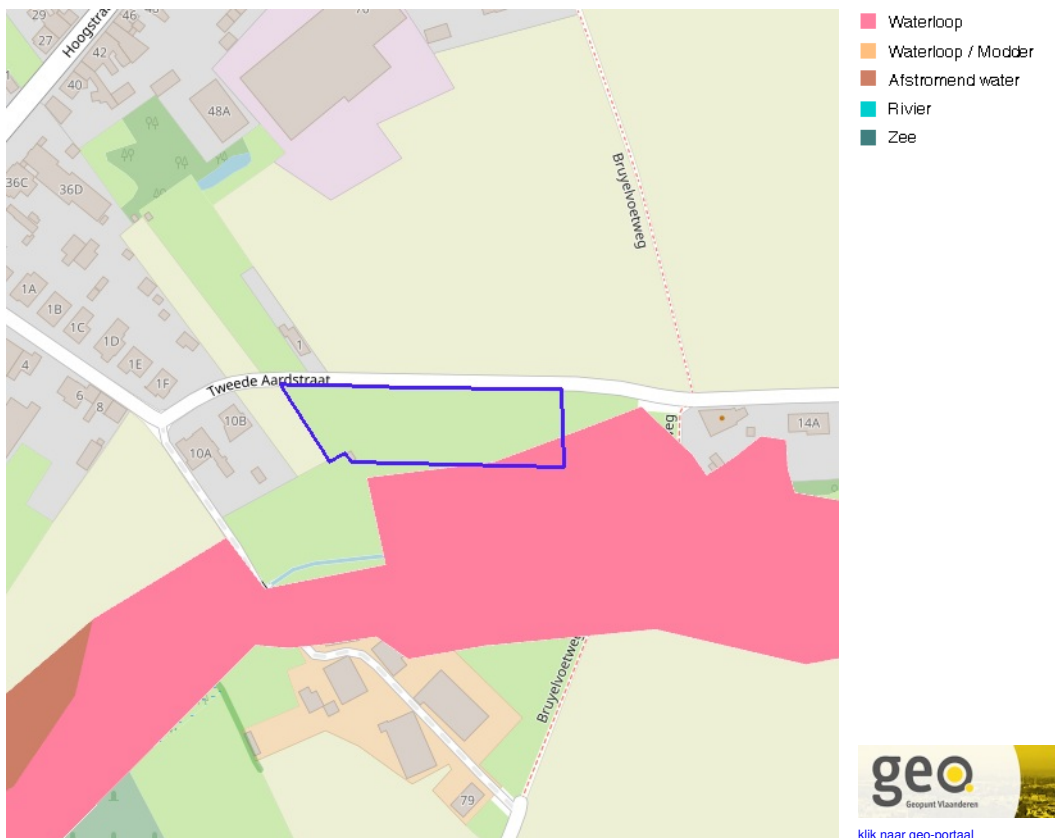 29
27
Hoogstra
46
42
40
78
48A
36C
36D
Bruyelvoetweg
1A
1B
1C
1D
1E
1F
4
6
8
1
Tweede Aardstraat
10B
10A
weg
14A
Bruyelvoetweg
79
Waterloop
Waterloop / Modder
Afstromend water
Rivier
Zee
geo
Geopunt Vlaanderen
klik naar geo-portaal